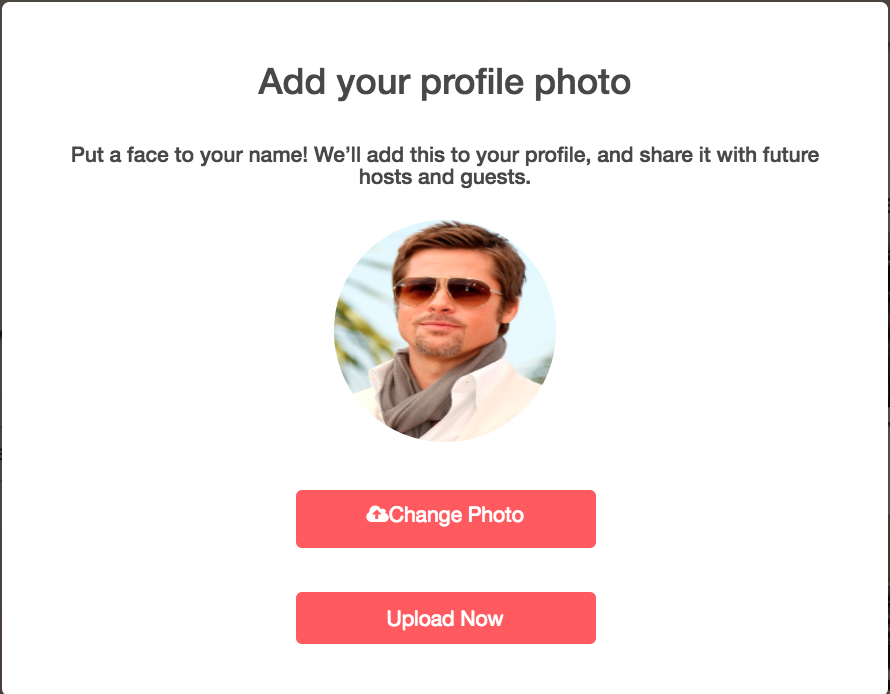 Add your profile photo
Put a face to your name! We’ll add this to your profile, and share it with future
hosts and guests.
Change Photo
Upload Now